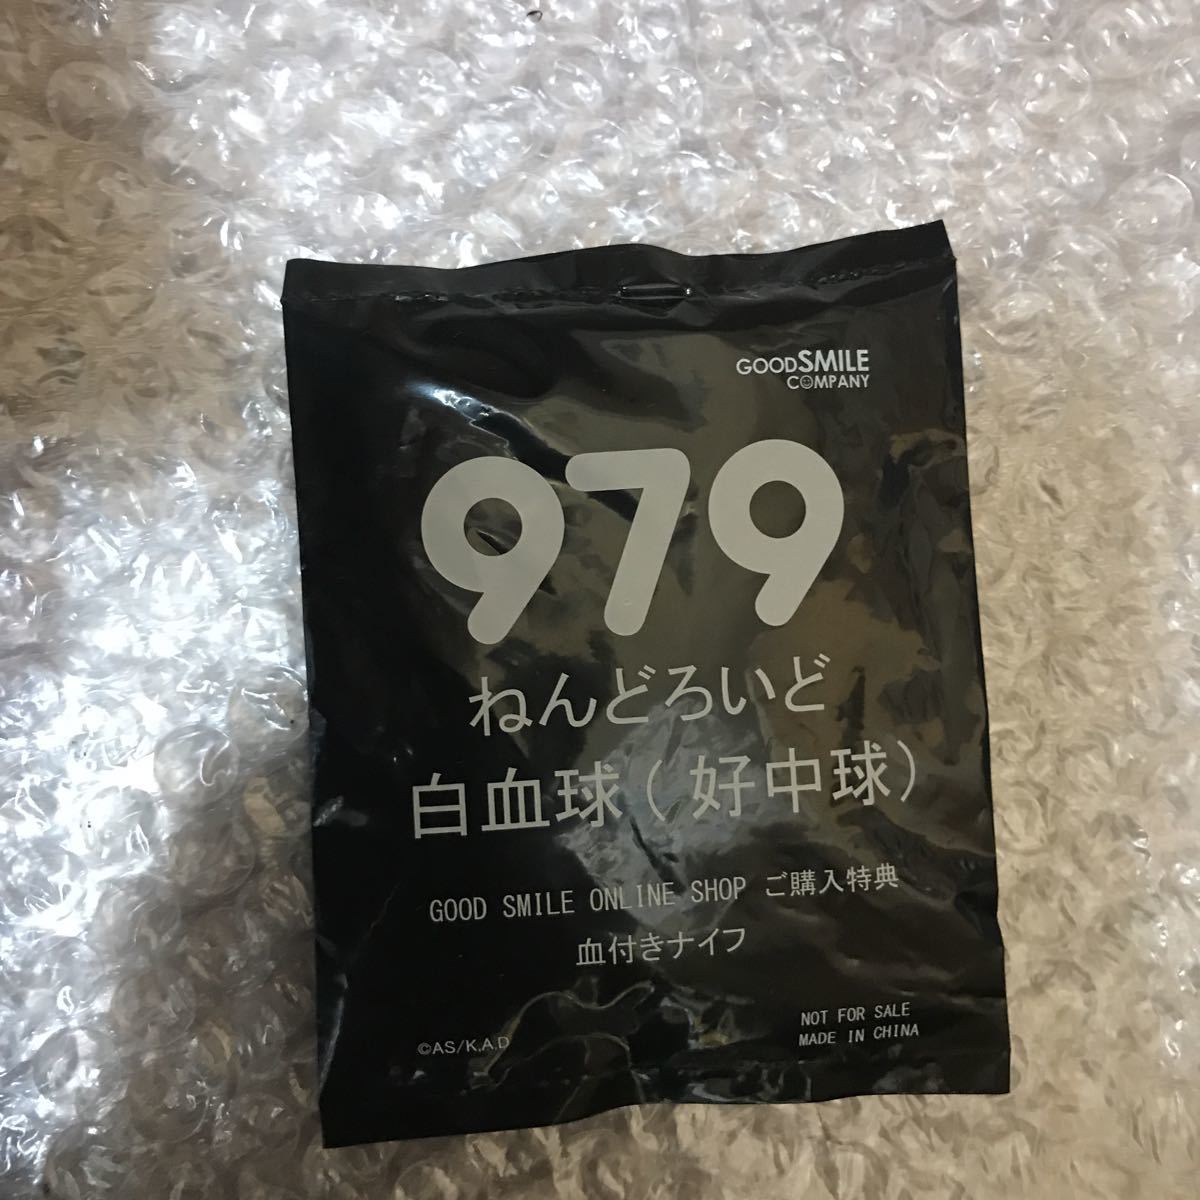 GOODSMILE
COMPANY
979
ねんどろいど
白血球(好中球)
GOOD SMILE ONLINE SHOP ご購入特典
血付きナイフ
NOT FOR SALE
MADE IN CHINA
©AS/K.A.D